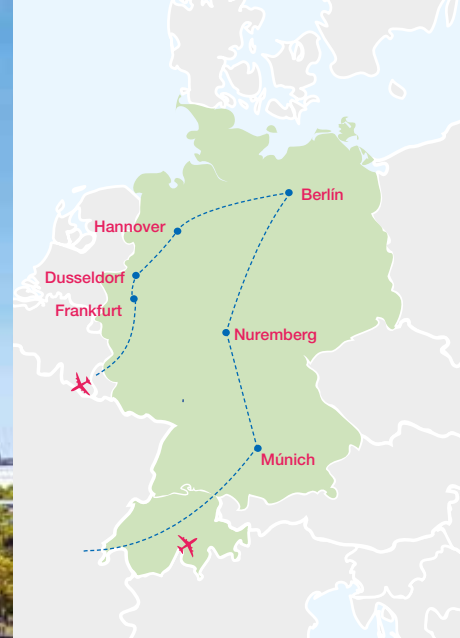 Berlín
Hannover
Dusseldorf
Frankfurt
Nuremberg
Múnich